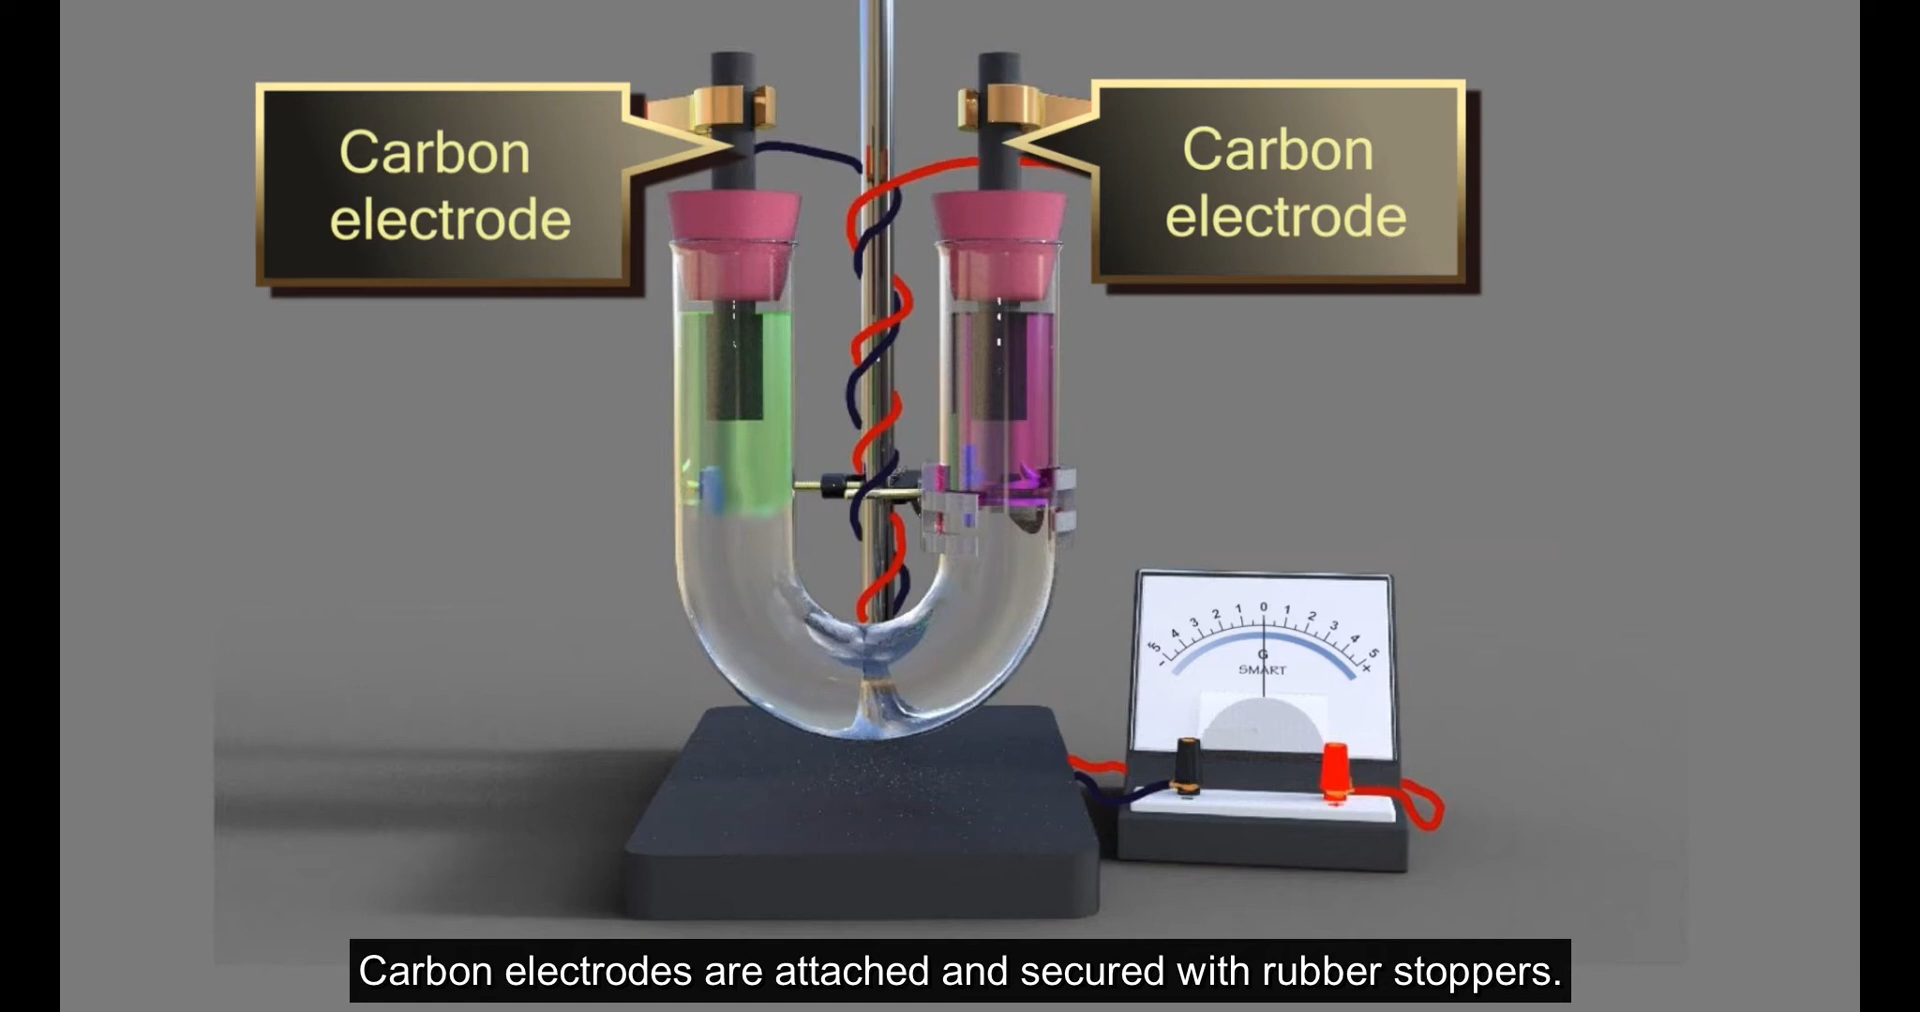 Carbon
electrode
Carbon
electrode
5 4 3 2 1 0 1 2 3 4 5
- +
G
SMART
- +
Carbon electrodes are attached and secured with rubber stoppers.